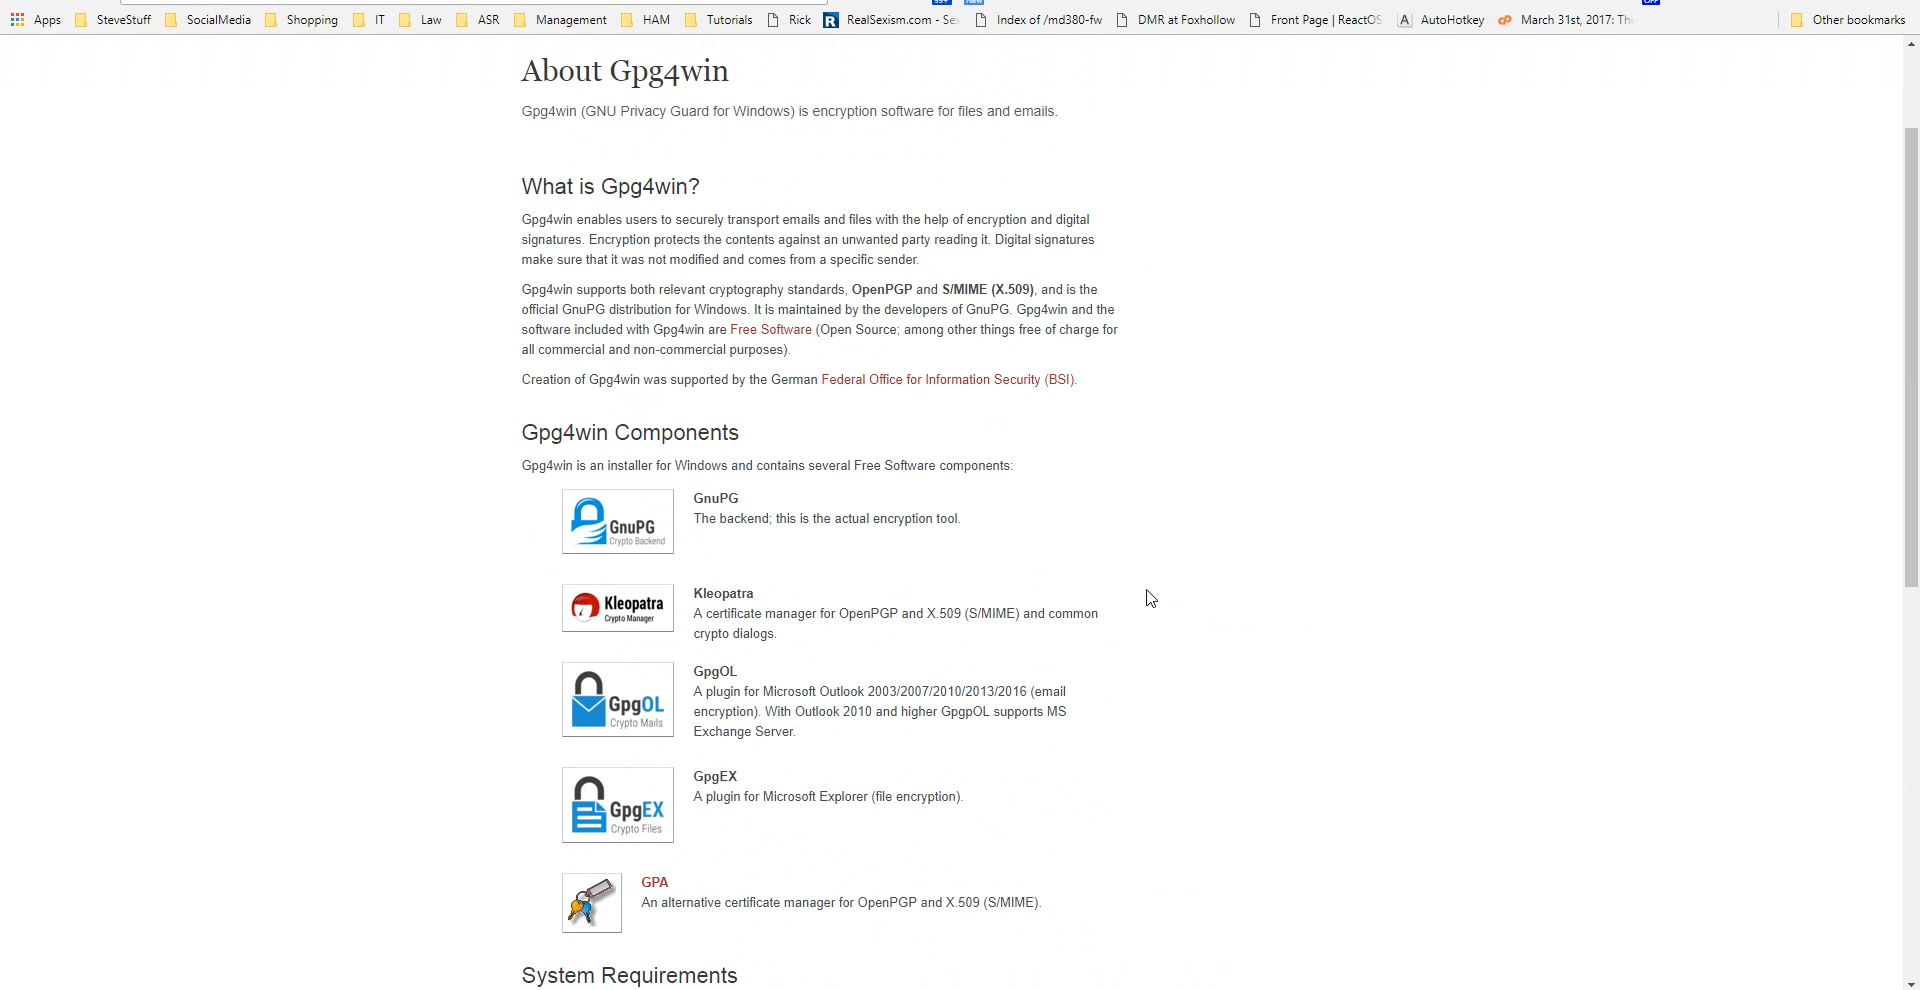 99+ New OFF
Apps SteveStuff SocialMedia Shopping IT Law ASR Management HAM Tutorials Rick R RealSexism.com - Se Index of /md380-fw DMR at Foxhollow Front Page | ReactOS A AutoHotkey cP March 31st, 2017: The Other bookmarks
About Gpg4win
Gpg4win (GNU Privacy Guard for Windows) is encryption software for files and emails.
What is Gpg4win?
Gpg4win enables users to securely transport emails and files with the help of encryption and digital
signatures. Encryption protects the contents against an unwanted party reading it. Digital signatures
make sure that it was not modified and comes from a specific sender.
Gpg4win supports both relevant cryptography standards, OpenPGP and S/MIME (X.509), and is the
official GnuPG distribution for Windows. It is maintained by the developers of GnuPG. Gpg4win and the
software included with Gpg4win are Free Software (Open Source; among other things free of charge for
all commercial and non-commercial purposes).
Creation of Gpg4win was supported by the German Federal Office for Information Security (BSI).
Gpg4win Components
Gpg4win is an installer for Windows and contains several Free Software components:
GnuPG
Crypto Backend
GnuPG
The backend; this is the actual encryption tool.
Kleopatra
Crypto Manager
Kleopatra
A certificate manager for OpenPGP and X.509 (S/MIME) and common
crypto dialogs.
GpgOL
Crypto Mails
GpgOL
A plugin for Microsoft Outlook 2003/2007/2010/2013/2016 (email
encryption). With Outlook 2010 and higher GpgpOL supports MS
Exchange Server.
GpgEX
Crypto Files
GpgEX
A plugin for Microsoft Explorer (file encryption).
GPA
An alternative certificate manager for OpenPGP and X.509 (S/MIME).
System Requirements